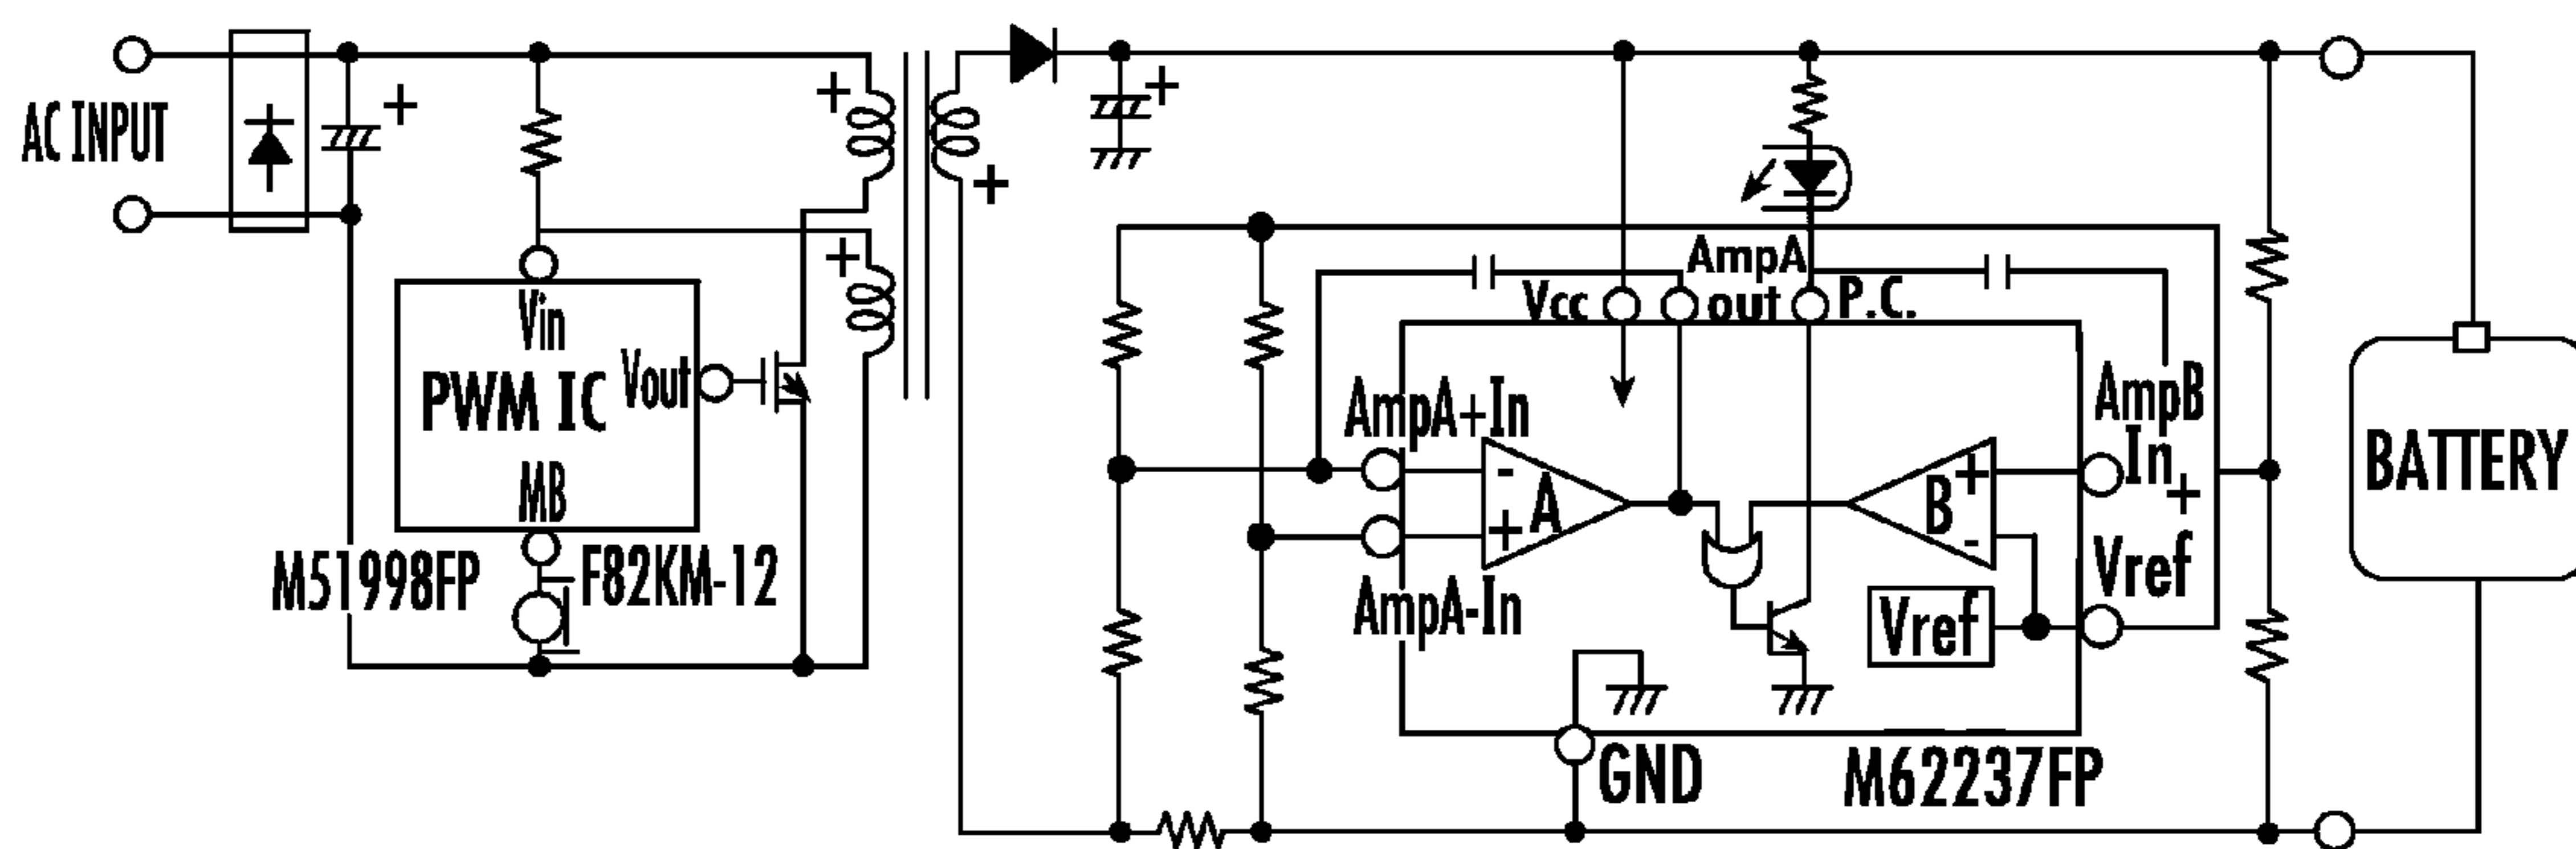 AC INPUT
+
+
+
+
+
Vin
PWM IC
Vout
MB
M51998FP
F82KM-12
AmpA
Vcc
out
P.C.
AmpA+In
AmpA-In
-
A
+
+
B
-
AmpB
In
+
Vref
Vref
GND
M62237FP
BATTERY